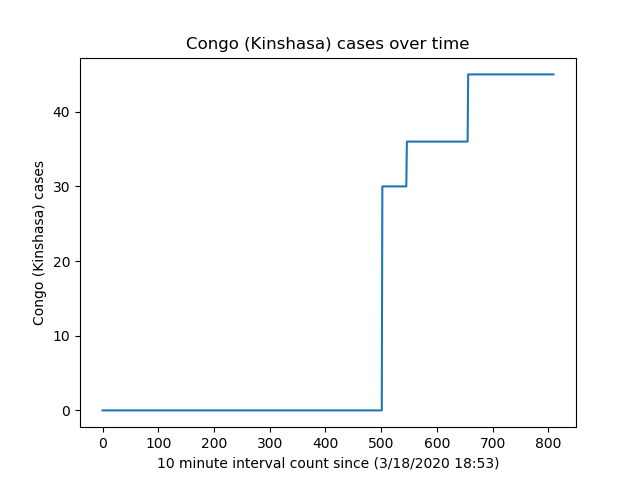 Congo (Kinshasa) cases over time
Congo (Kinshasa) cases
40
30
20
10
0
0 100 200 300 400 500 600 700 800
10 minute interval count since (3/18/2020 18:53)